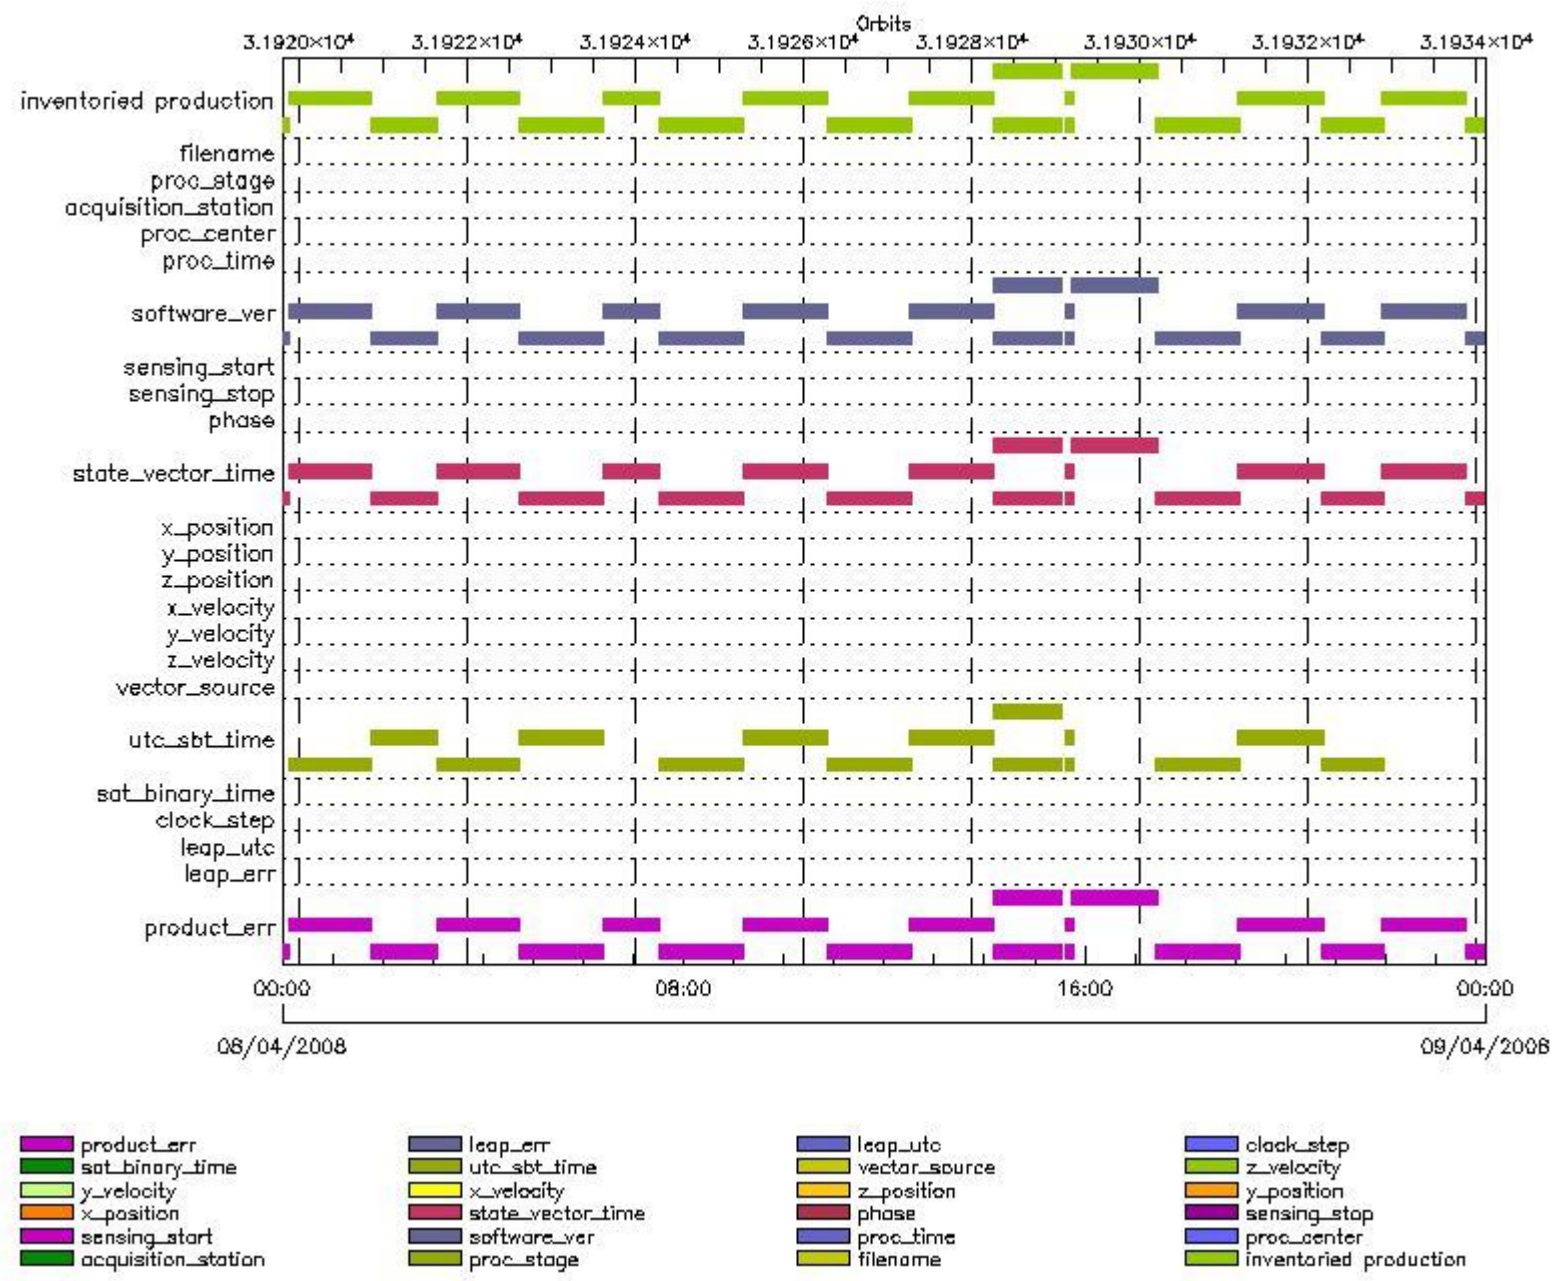 Orbits
3.1920×10⁴ 3.1922×10⁴ 3.1924×10⁴ 3.1926×10⁴ 3.1928×10⁴ 3.1930×10⁴ 3.1932×10⁴ 3.1934×10⁴
inventoried production
filename
proc_stage
acquisition_station
proc_center
proc_time
software_ver
sensing_start
sensing_stop
phase
state_vector_time
x_position
y_position
z_position
x_velocity
y_velocity
z_velocity
vector_source
utc_sbt_time
sat_binary_time
clock_step
leap_utc
leap_err
product_err
00:00 08:00 16:00 00:00
08/04/2008 09/04/2008
product_err leap_err leap_utc clock_step
sat_binary_time utc_sbt_time vector_source z_velocity
y_velocity x_velocity z_position y_position
x_position state_vector_time phase sensing_stop
sensing_start software_ver proc_time proc_center
acquisition_station proc_stage filename inventoried production